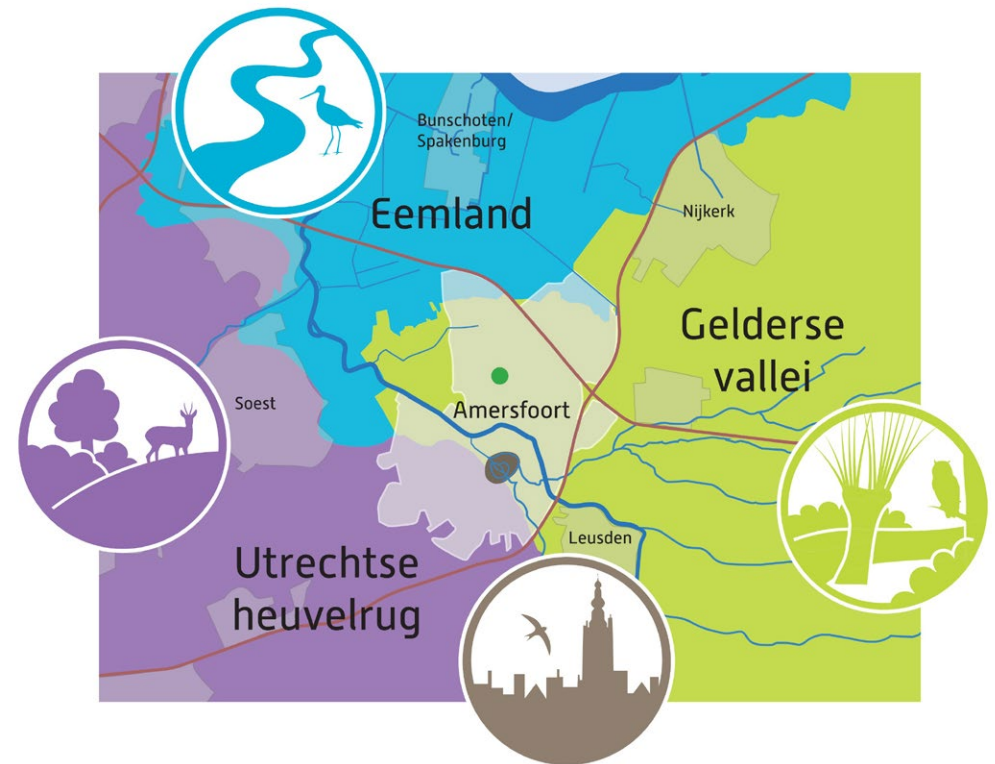 Bunschoten/
Spakenburg
Eemland
Nijkerk
Gelderse
vallei
Soest
Amersfoort
Leusden
Utrechtse
heuvelrug